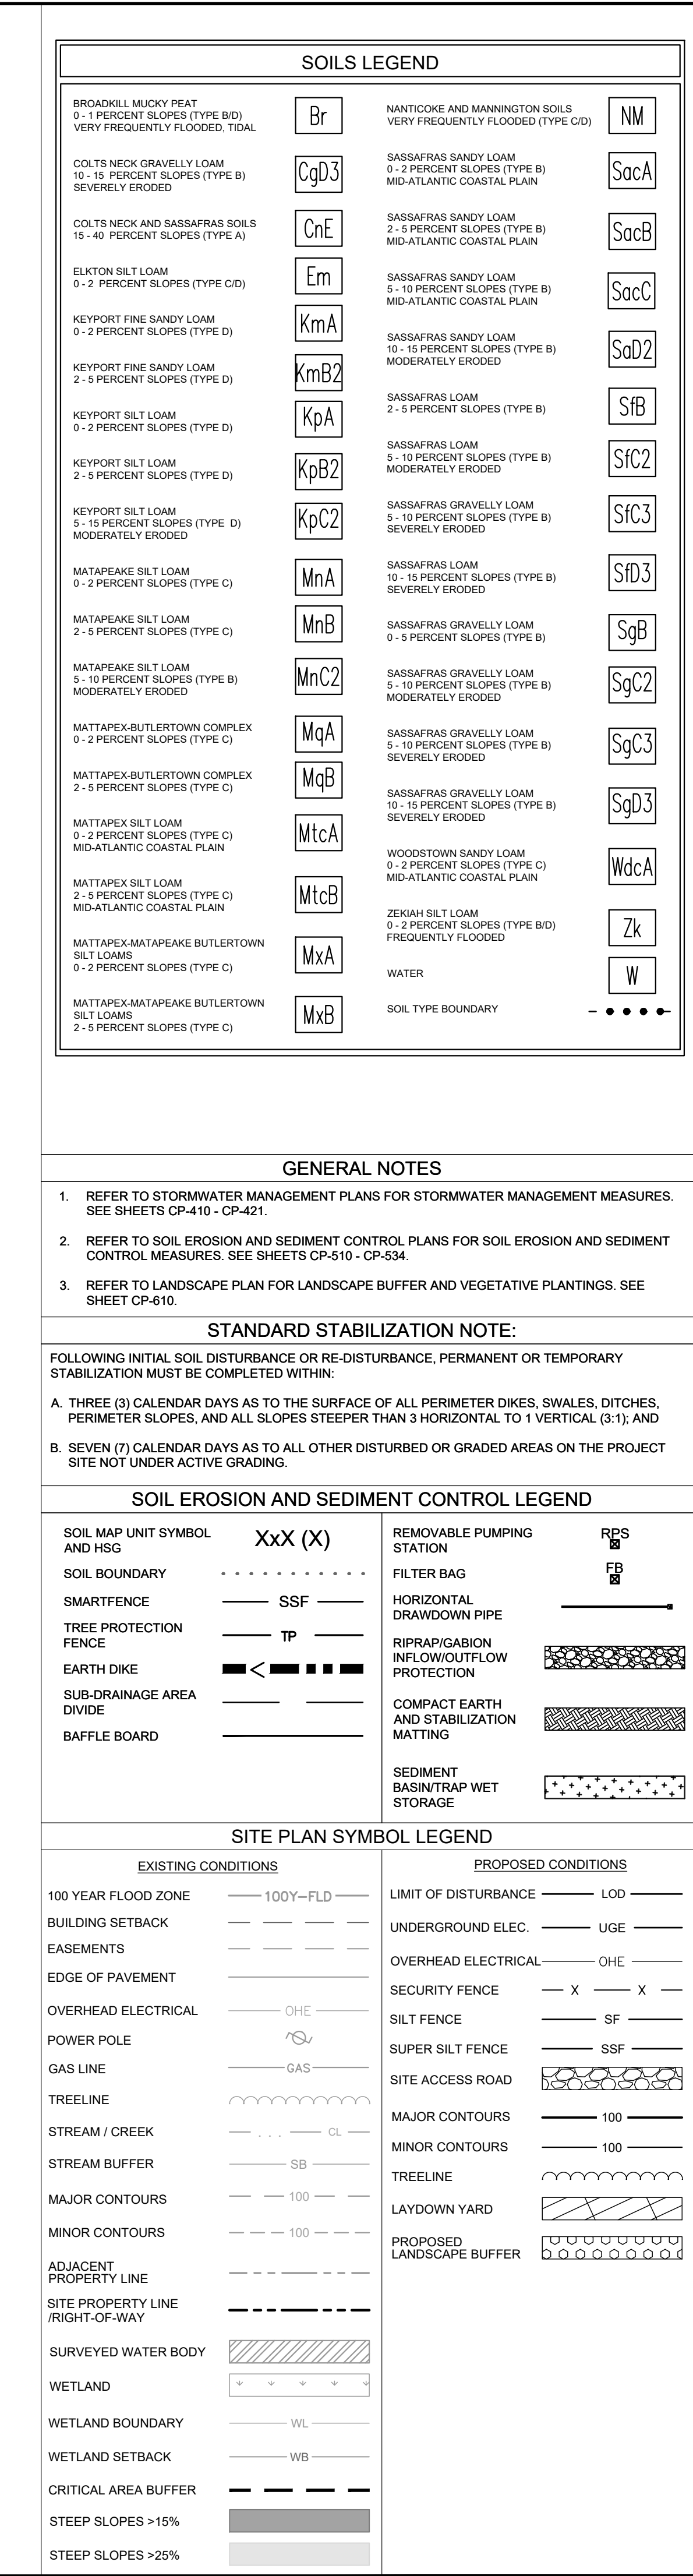 SOILS LEGEND
BROADKILL MUCKY PEAT
0 - 1 PERCENT SLOPES (TYPE B/D)
VERY FREQUENTLY FLOODED, TIDAL
Br
COLTS NECK GRAVELLY LOAM
10 - 15 PERCENT SLOPES (TYPE B)
SEVERELY ERODED
CgD3
COLTS NECK AND SASSAFRAS SOILS
15 - 40 PERCENT SLOPES (TYPE A)
CnE
ELKTON SILT LOAM
0 - 2 PERCENT SLOPES (TYPE C/D)
Em
KEYPORT FINE SANDY LOAM
0 - 2 PERCENT SLOPES (TYPE D)
KmA
KEYPORT FINE SANDY LOAM
2 - 5 PERCENT SLOPES (TYPE D)
KmB2
KEYPORT SILT LOAM
0 - 2 PERCENT SLOPES (TYPE D)
KpA
KEYPORT SILT LOAM
2 - 5 PERCENT SLOPES (TYPE D)
KpB2
KEYPORT SILT LOAM
5 - 15 PERCENT SLOPES (TYPE D)
MODERATELY ERODED
KpC2
MATAPEAKE SILT LOAM
0 - 2 PERCENT SLOPES (TYPE C)
MnA
MATAPEAKE SILT LOAM
2 - 5 PERCENT SLOPES (TYPE C)
MnB
MATAPEAKE SILT LOAM
5 - 10 PERCENT SLOPES (TYPE B)
MODERATELY ERODED
MnC2
MATTAPEX-BUTLERTOWN COMPLEX
0 - 2 PERCENT SLOPES (TYPE C)
MqA
MATTAPEX-BUTLERTOWN COMPLEX
2 - 5 PERCENT SLOPES (TYPE C)
MqB
MATTAPEX SILT LOAM
0 - 2 PERCENT SLOPES (TYPE C)
MID-ATLANTIC COASTAL PLAIN
MtcA
MATTAPEX SILT LOAM
2 - 5 PERCENT SLOPES (TYPE C)
MID-ATLANTIC COASTAL PLAIN
MtcB
MATTAPEX-MATAPEAKE BUTLERTOWN
SILT LOAMS
0 - 2 PERCENT SLOPES (TYPE C)
MxA
MATTAPEX-MATAPEAKE BUTLERTOWN
SILT LOAMS
2 - 5 PERCENT SLOPES (TYPE C)
MxB
NANTICOKE AND MANNINGTON SOILS
VERY FREQUENTLY FLOODED (TYPE C/D)
NM
SASSAFRAS SANDY LOAM
0 - 2 PERCENT SLOPES (TYPE B)
MID-ATLANTIC COASTAL PLAIN
SacA
SASSAFRAS SANDY LOAM
2 - 5 PERCENT SLOPES (TYPE B)
MID-ATLANTIC COASTAL PLAIN
SacB
SASSAFRAS SANDY LOAM
5 - 10 PERCENT SLOPES (TYPE B)
MID-ATLANTIC COASTAL PLAIN
SacC
SASSAFRAS SANDY LOAM
10 - 15 PERCENT SLOPES (TYPE B)
MODERATELY ERODED
SaD2
SASSAFRAS LOAM
2 - 5 PERCENT SLOPES (TYPE B)
SfB
SASSAFRAS LOAM
5 - 10 PERCENT SLOPES (TYPE B)
MODERATELY ERODED
SfC2
SASSAFRAS GRAVELLY LOAM
5 - 10 PERCENT SLOPES (TYPE B)
SEVERELY ERODED
SfC3
SASSAFRAS LOAM
10 - 15 PERCENT SLOPES (TYPE B)
SEVERELY ERODED
SfD3
SASSAFRAS GRAVELLY LOAM
0 - 5 PERCENT SLOPES (TYPE B)
SgB
SASSAFRAS GRAVELLY LOAM
5 - 10 PERCENT SLOPES (TYPE B)
MODERATELY ERODED
SgC2
SASSAFRAS GRAVELLY LOAM
5 - 10 PERCENT SLOPES (TYPE B)
SEVERELY ERODED
SgC3
SASSAFRAS GRAVELLY LOAM
10 - 15 PERCENT SLOPES (TYPE B)
SEVERELY ERODED
SgD3
WOODSTOWN SANDY LOAM
0 - 2 PERCENT SLOPES (TYPE C)
MID-ATLANTIC COASTAL PLAIN
WdcA
ZEKIAH SILT LOAM
0 - 2 PERCENT SLOPES (TYPE B/D)
FREQUENTLY FLOODED
Zk
WATER
W
SOIL TYPE BOUNDARY
GENERAL NOTES
1. REFER TO STORMWATER MANAGEMENT PLANS FOR STORMWATER MANAGEMENT MEASURES.
SEE SHEETS CP-410 - CP-421.
2. REFER TO SOIL EROSION AND SEDIMENT CONTROL PLANS FOR SOIL EROSION AND SEDIMENT
CONTROL MEASURES. SEE SHEETS CP-510 - CP-534.
3. REFER TO LANDSCAPE PLAN FOR LANDSCAPE BUFFER AND VEGETATIVE PLANTINGS. SEE
SHEET CP-610.
STANDARD STABILIZATION NOTE:
FOLLOWING INITIAL SOIL DISTURBANCE OR RE-DISTURBANCE, PERMANENT OR TEMPORARY
STABILIZATION MUST BE COMPLETED WITHIN:
A. THREE (3) CALENDAR DAYS AS TO THE SURFACE OF ALL PERIMETER DIKES, SWALES, DITCHES,
PERIMETER SLOPES, AND ALL SLOPES STEEPER THAN 3 HORIZONTAL TO 1 VERTICAL (3:1); AND
B. SEVEN (7) CALENDAR DAYS AS TO ALL OTHER DISTURBED OR GRADED AREAS ON THE PROJECT
SITE NOT UNDER ACTIVE GRADING.
SOIL EROSION AND SEDIMENT CONTROL LEGEND
SOIL MAP UNIT SYMBOL
AND HSG
XxX (X)
SOIL BOUNDARY
SMARTFENCE
SSF
TREE PROTECTION
FENCE
TP
EARTH DIKE
SUB-DRAINAGE AREA
DIVIDE
BAFFLE BOARD
REMOVABLE PUMPING
STATION
RPS
FILTER BAG
FB
HORIZONTAL
DRAWDOWN PIPE
RIPRAP/GABION
INFLOW/OUTFLOW
PROTECTION
COMPACT EARTH
AND STABILIZATION
MATTING
SEDIMENT
BASIN/TRAP WET
STORAGE
SITE PLAN SYMBOL LEGEND
EXISTING CONDITIONS
100 YEAR FLOOD ZONE
100Y-FLD
BUILDING SETBACK
EASEMENTS
EDGE OF PAVEMENT
OVERHEAD ELECTRICAL
OHE
POWER POLE
GAS LINE
GAS
TREELINE
STREAM / CREEK
CL
STREAM BUFFER
SB
MAJOR CONTOURS
100
MINOR CONTOURS
100
ADJACENT
PROPERTY LINE
SITE PROPERTY LINE
/RIGHT-OF-WAY
SURVEYED WATER BODY
WETLAND
WETLAND BOUNDARY
WL
WETLAND SETBACK
WB
CRITICAL AREA BUFFER
STEEP SLOPES >15%
STEEP SLOPES >25%
PROPOSED CONDITIONS
LIMIT OF DISTURBANCE
LOD
UNDERGROUND ELEC.
UGE
OVERHEAD ELECTRICAL
OHE
SECURITY FENCE
X X
SILT FENCE
SF
SUPER SILT FENCE
SSF
SITE ACCESS ROAD
MAJOR CONTOURS
100
MINOR CONTOURS
100
TREELINE
LAYDOWN YARD
PROPOSED
LANDSCAPE BUFFER